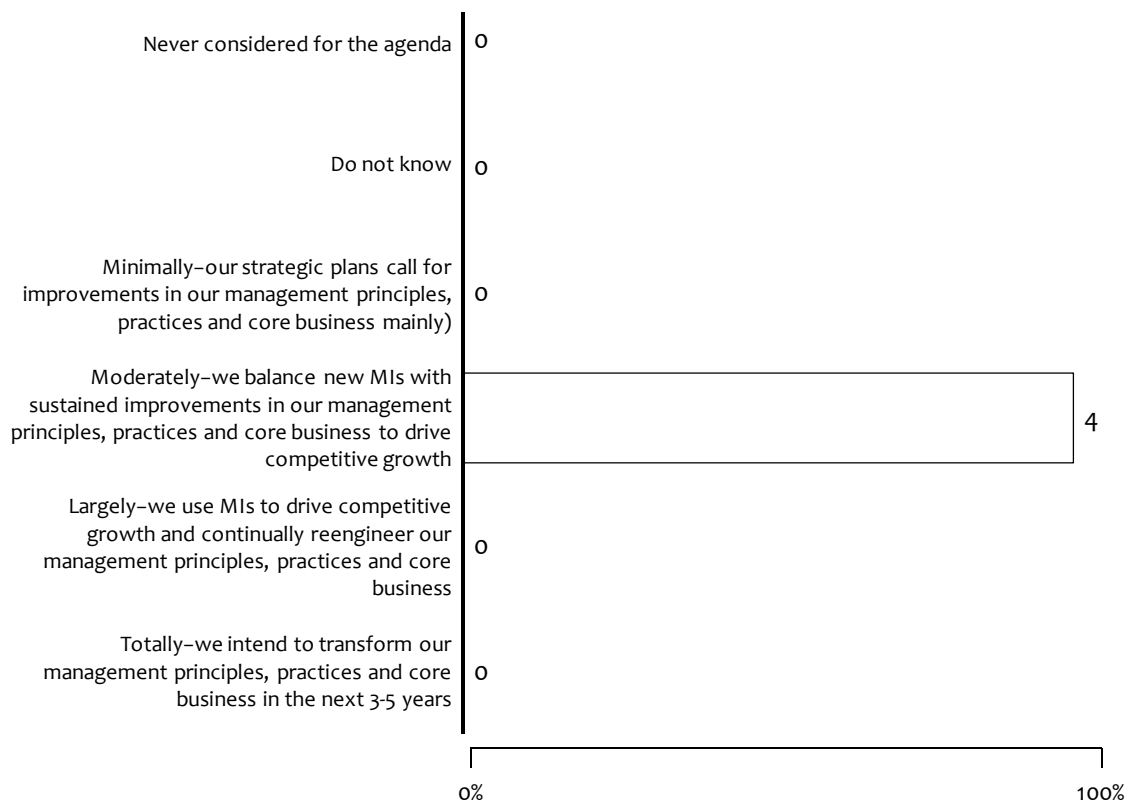 Never considered for the agenda
0
Do not know
0
Minimally–our strategic plans call for
improvements in our management principles,
practices and core business mainly)
0
Moderately–we balance new MIs with
sustained improvements in our management
principles, practices and core business to drive
competitive growth
4
Largely–we use MIs to drive competitive
growth and continually reengineer our
management principles, practices and core
business
0
Totally–we intend to transform our
management principles, practices and core
business in the next 3-5 years
0
0% 100%